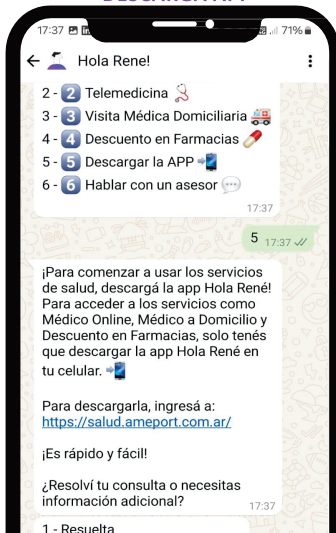 DESCARGA APP
17:37 71%
Hola Rene!
2 - 2 Telemedicina
3 - 3 Visita Médica Domiciliaria
4 - 4 Descuento en Farmacias
5 - 5 Descargar la APP
6 - 6 Hablar con un asesor
17:37
5 17:37
¡Para comenzar a usar los servicios
de salud, descargá la app Hola René!
Para acceder a los servicios como
Médico Online, Médico a Domicilio y
Descuento en Farmacias, solo tenés
que descargar la app Hola René en
tu celular.
Para descargarla, ingresá a:
https://salud.ameport.com.ar/
¡Es rápido y fácil!
¿Resolví tu consulta o necesitas
información adicional?
17:37
1 - Resuelta